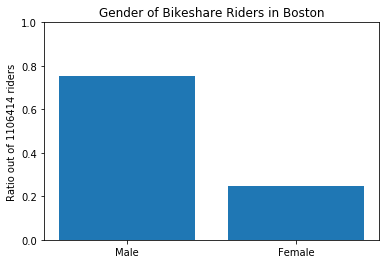 Gender of Bikeshare Riders in Boston
Ratio out of 1106414 riders
1.0
0.8
0.6
0.4
0.2
0.0
Male
Female